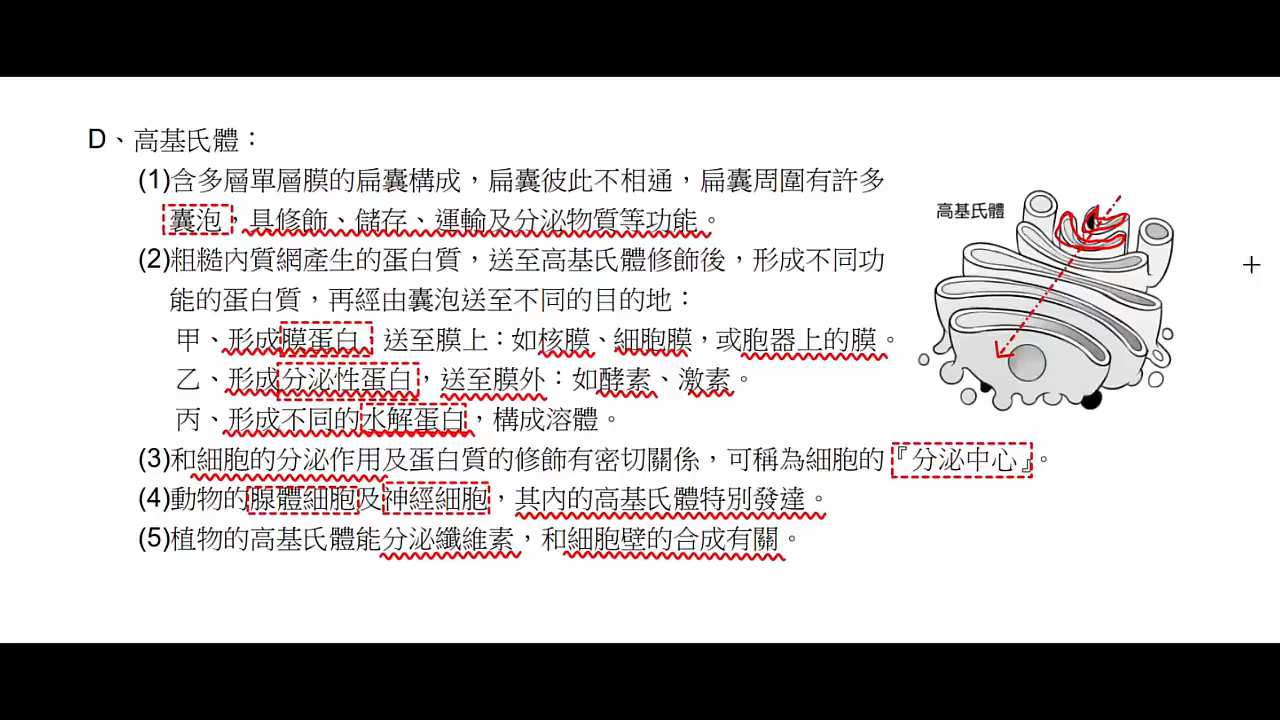 D、高基氏體：
(1)含多層單層膜的扁囊構成，扁囊彼此不相通，扁囊周圍有許多
囊泡，具修飾、儲存、運輸及分泌物質等功能。
高基氏體
(2)粗糙內質網產生的蛋白質，送至高基氏體修飾後，形成不同功
能的蛋白質，再經由囊泡送至不同的目的地：
甲、形成膜蛋白，送至膜上：如核膜、細胞膜，或胞器上的膜。
乙、形成分泌性蛋白，送至膜外：如酵素、激素。
丙、形成不同的水解蛋白，構成溶體。
(3)和細胞的分泌作用及蛋白質的修飾有密切關係，可稱為細胞的『分泌中心』。
(4)動物的腺體細胞及神經細胞，其內的高基氏體特別發達。
(5)植物的高基氏體能分泌纖維素，和細胞壁的合成有關。